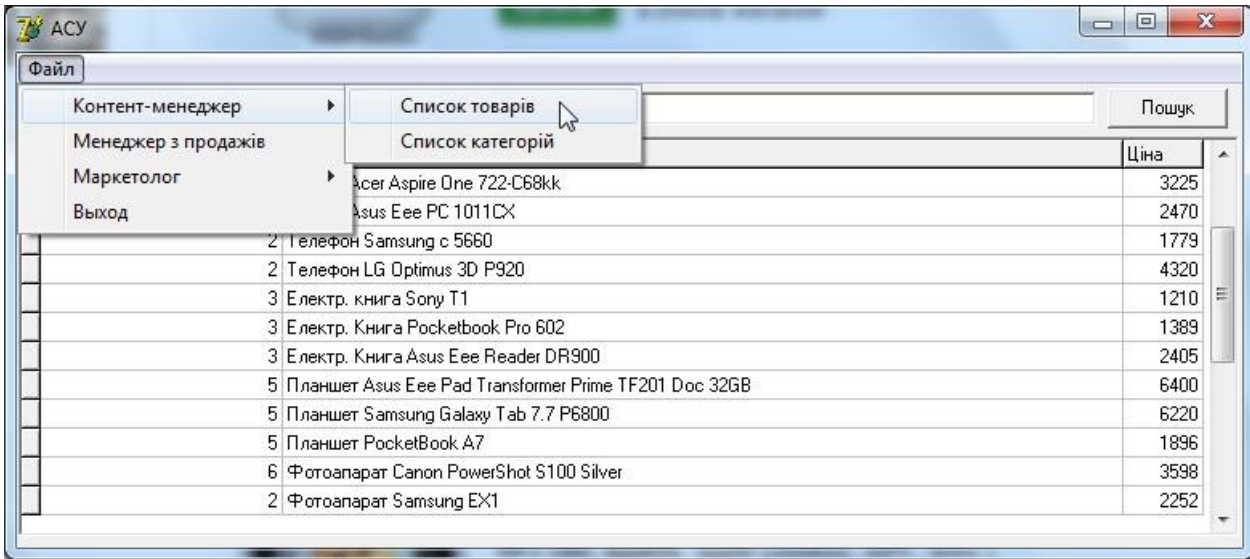 АСУ
Файл
Контент-менеджер
Список товарів
Пошук
Менеджер з продажів
Список категорій
Ціна
Маркетолог
Acer Aspire One 722-C68kk 3225
Выход
Asus Eee PC 1011CX 2470
2 Телефон Samsung c 5660 1779
2 Телефон LG Optimus 3D P920 4320
3 Електр. книга Sony T1 1210
3 Електр. Книга Pocketbook Pro 602 1389
3 Електр. Книга Asus Eee Reader DR900 2405
5 Планшет Asus Eee Pad Transformer Prime TF201 Doc 32GB 6400
5 Планшет Samsung Galaxy Tab 7.7 P6800 6220
5 Планшет PocketBook A7 1896
6 Фотоапарат Canon PowerShot S100 Silver 3598
2 Фотоапарат Samsung EX1 2252